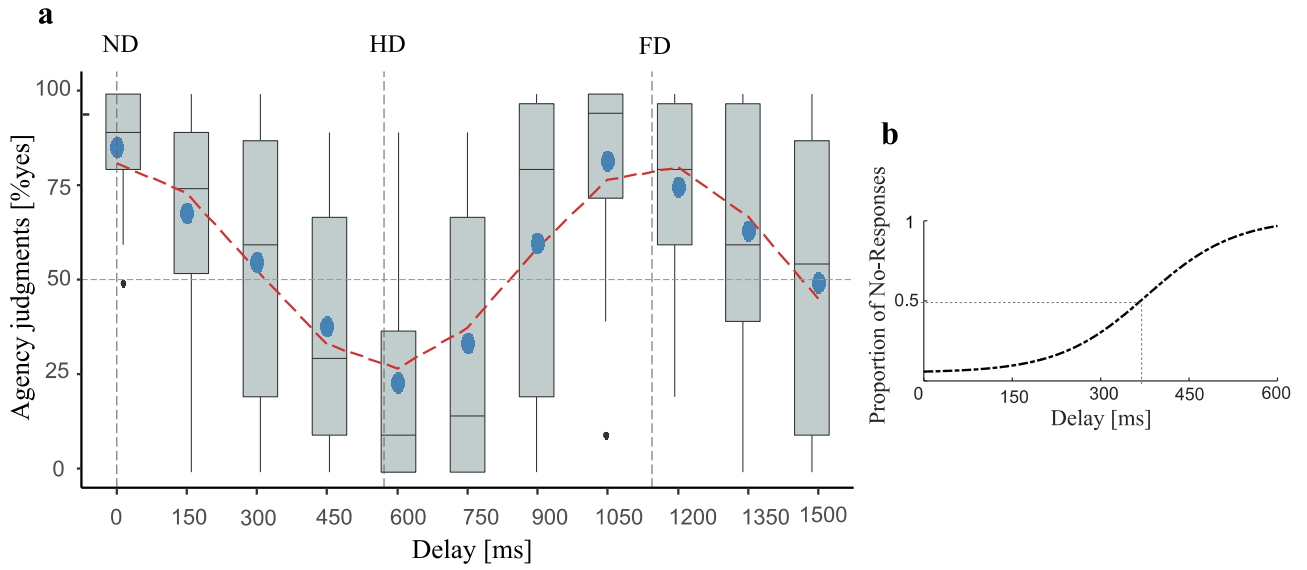 a
ND HD FD
Agency judgments [%yes]
100
75
50
25
0
0 150 300 450 600 750 900 1050 1200 1350 1500
Delay [ms]
b
Proportion of No-Responses
1
0.5
0 150 300 450 600
Delay [ms]